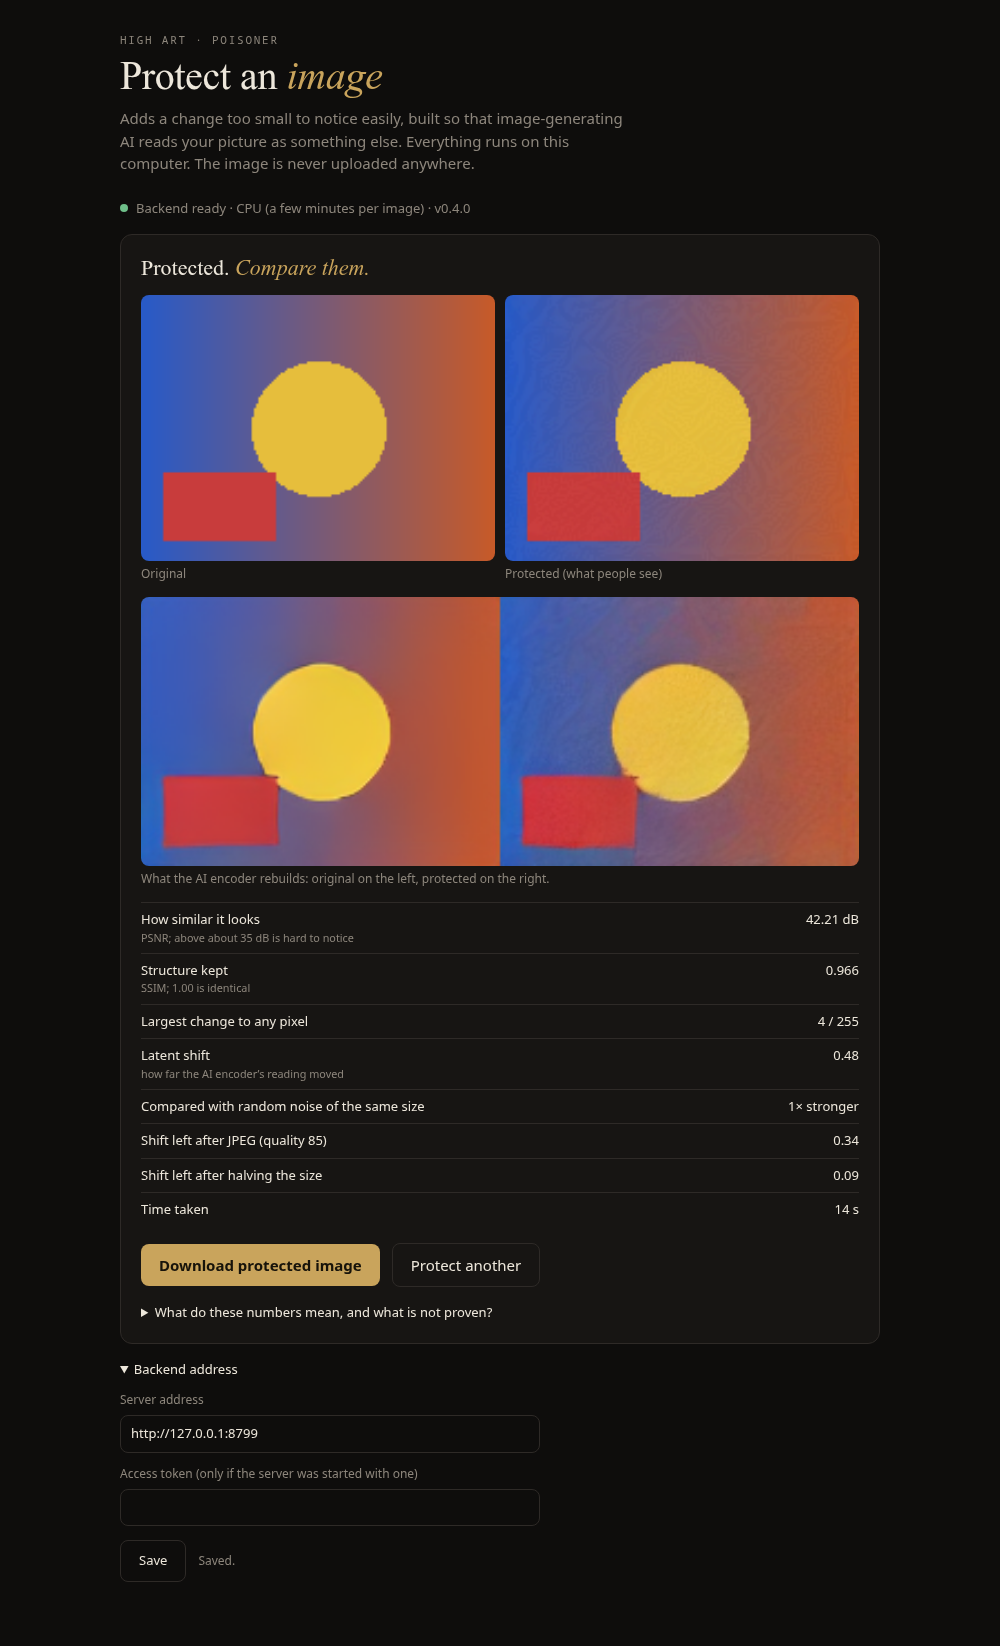 HIGH ART · POISONER
Protect an image
Adds a change too small to notice easily, built so that image-generating
AI reads your picture as something else. Everything runs on this
computer. The image is never uploaded anywhere.
Backend ready · CPU (a few minutes per image) · v0.4.0
Protected. Compare them.
Original
Protected (what people see)
What the AI encoder rebuilds: original on the left, protected on the right.
How similar it looks 42.21 dB
PSNR; above about 35 dB is hard to notice
Structure kept 0.966
SSIM; 1.00 is identical
Largest change to any pixel 4 / 255
Latent shift 0.48
how far the AI encoder's reading moved
Compared with random noise of the same size 1× stronger
Shift left after JPEG (quality 85) 0.34
Shift left after halving the size 0.09
Time taken 14 s
Download protected image Protect another
What do these numbers mean, and what is not proven?
Backend address
Server address
http://127.0.0.1:8799
Access token (only if the server was started with one)
Save Saved.